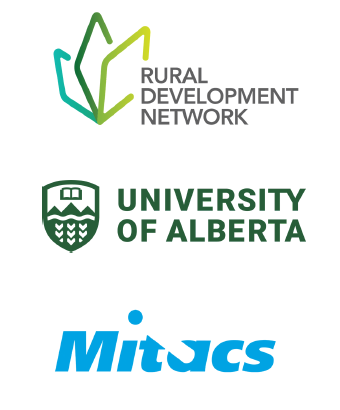 RURAL
DEVELOPMENT
NETWORK
UNIVERSITY
OF ALBERTA
Mitacs